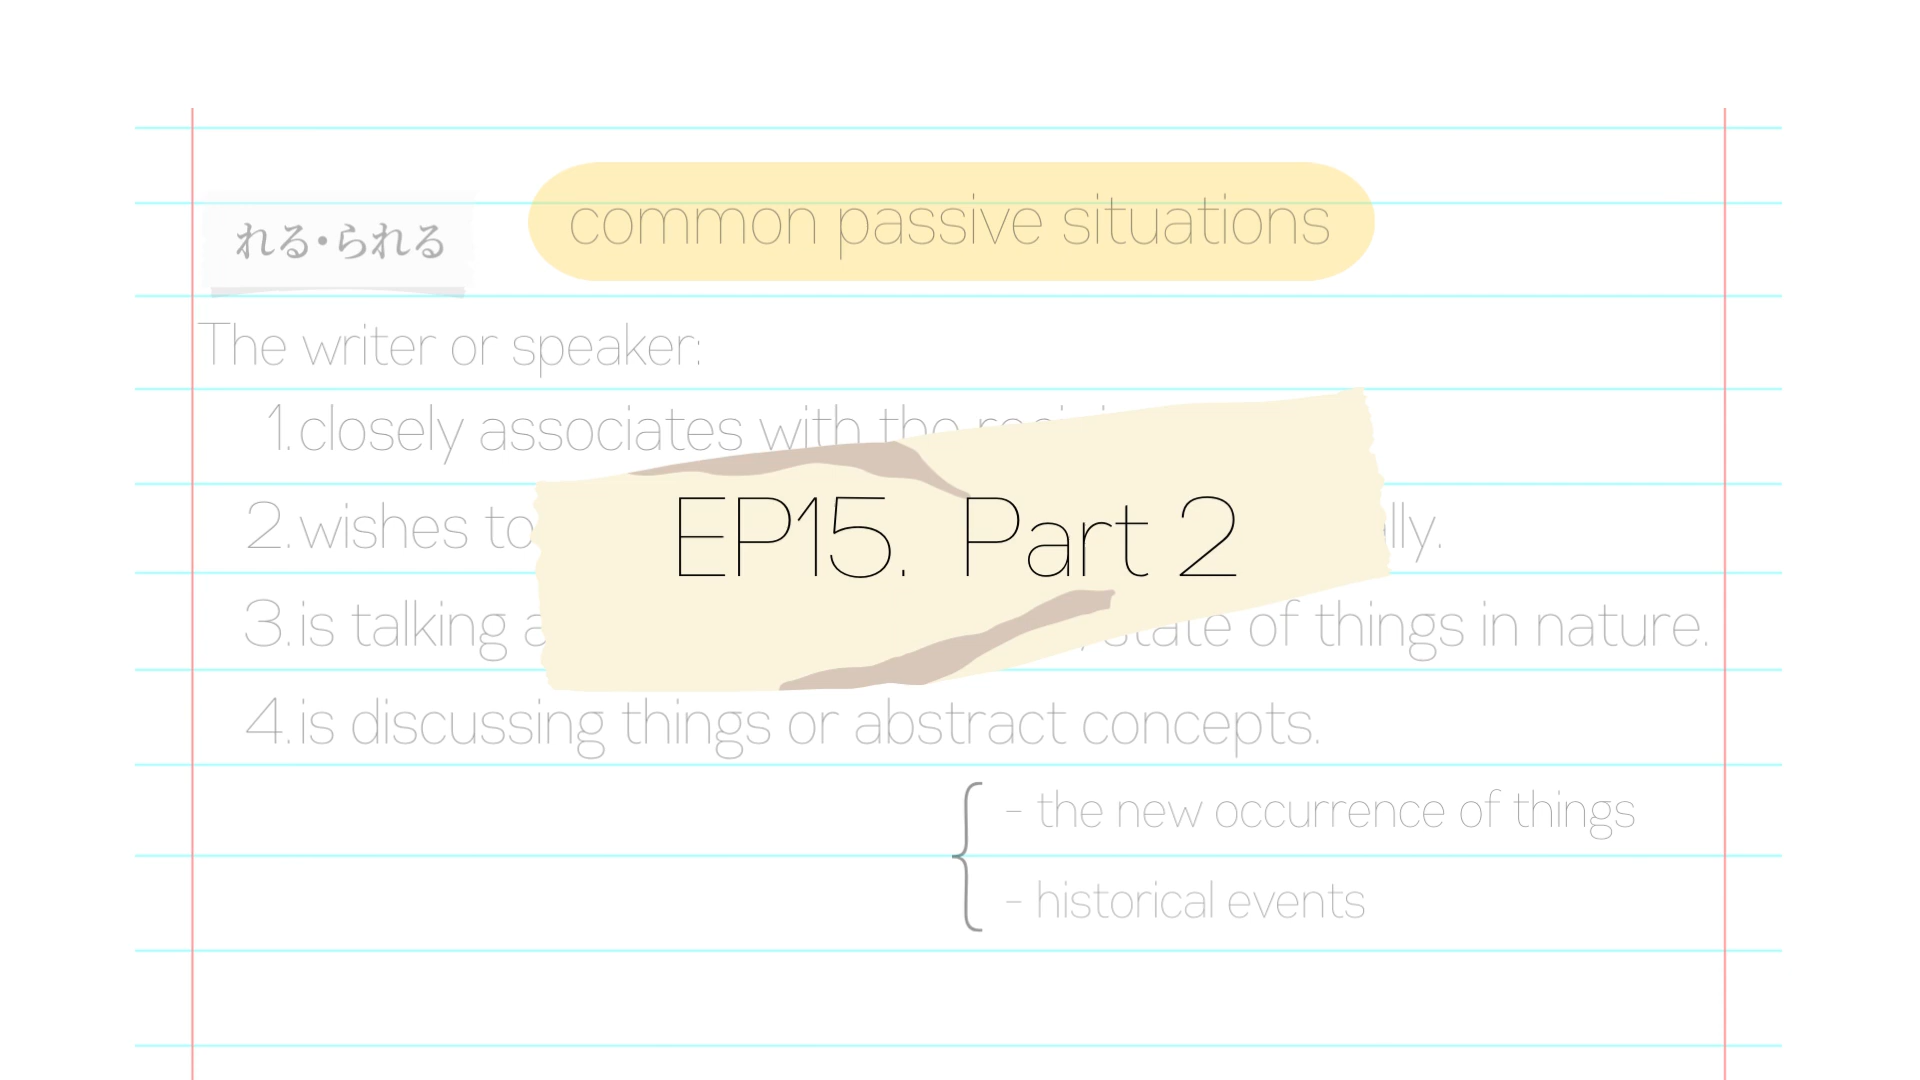 common passive situations
れる・られる
The writer or speaker:
1. closely associates with the
2. wishes to lly.
EP15. Part 2
3. is talking state of things in nature.
4. is discussing things or abstract concepts.
- the new occurrence of things
- historical events